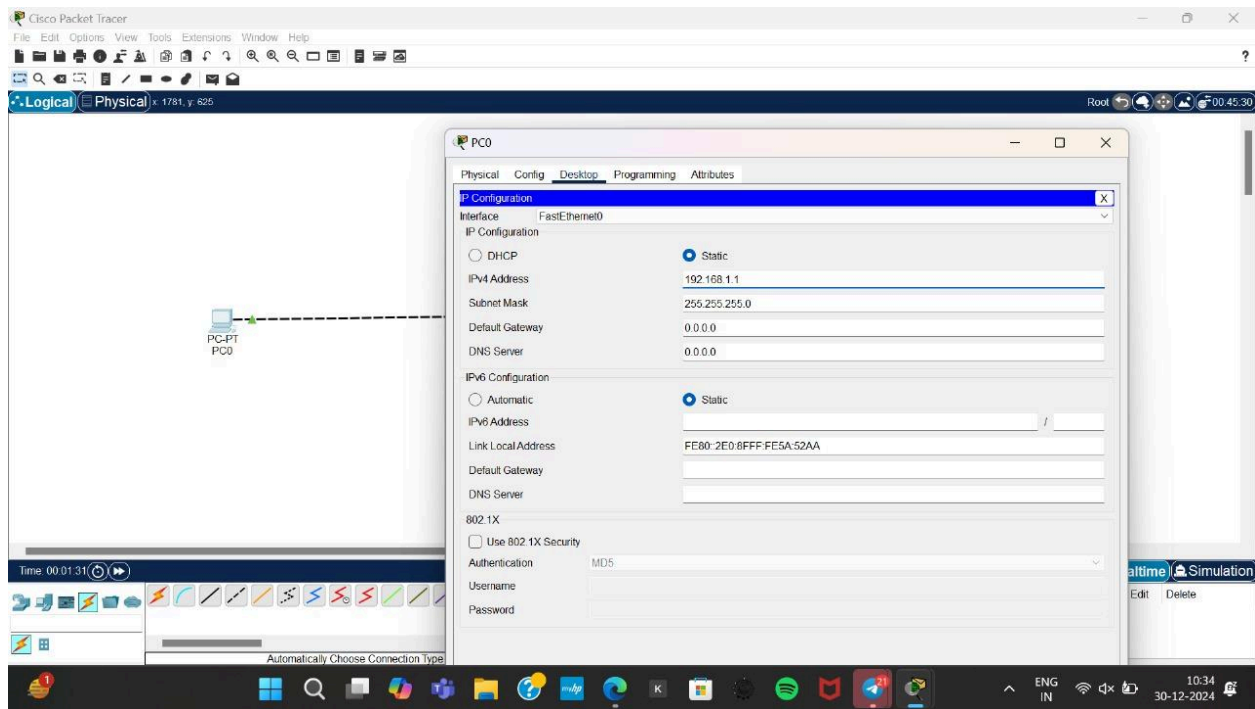 Cisco Packet Tracer
File Edit Options View Tools Extensions Window Help
?
Logical Physical x: 1781, y: 625
Root 00:45:30
PC0
Physical Config Desktop Programming Attributes
IP Configuration
X
Interface FastEthernet0
IP Configuration
DHCP Static
IPv4 Address 192.168.1.1
Subnet Mask 255.255.255.0
Default Gateway 0.0.0.0
DNS Server 0.0.0.0
IPv6 Configuration
Automatic Static
IPv6 Address /
Link Local Address FE80::2E0:8FFF:FE5A:52AA
Default Gateway
DNS Server
802.1X
Use 802.1X Security
Authentication MD5
Username
Password
PC-PT
PC0
Time: 00:01:31
altime Simulation
Edit Delete
Automatically Choose Connection Type
1
myhp
K
21
ENG
IN
10:34
30-12-2024